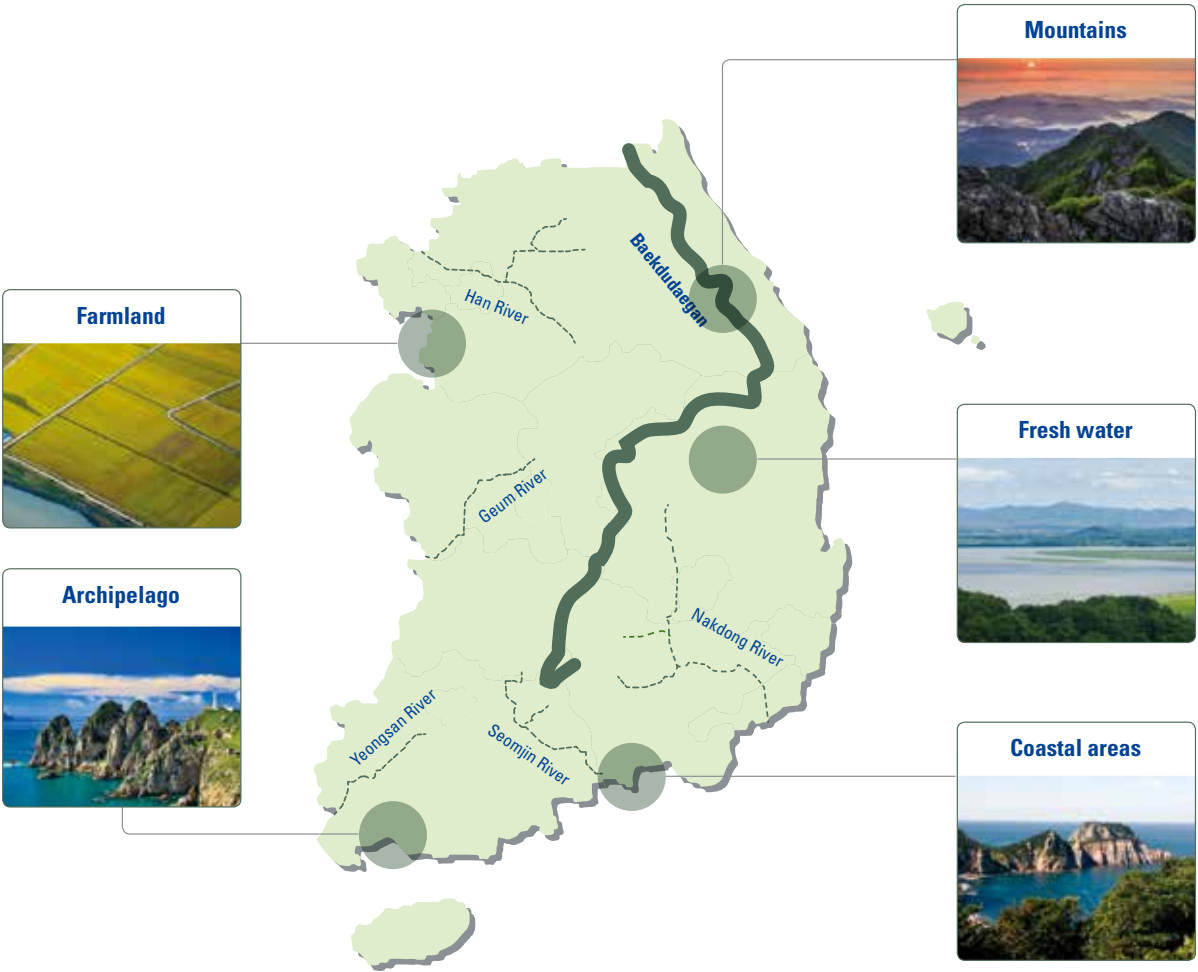 Mountains
Baekdudaegan
Han River
Farmland
Fresh water
Geum River
Archipelago
Nakdong River
Yeongsan River
Seomjin River
Coastal areas